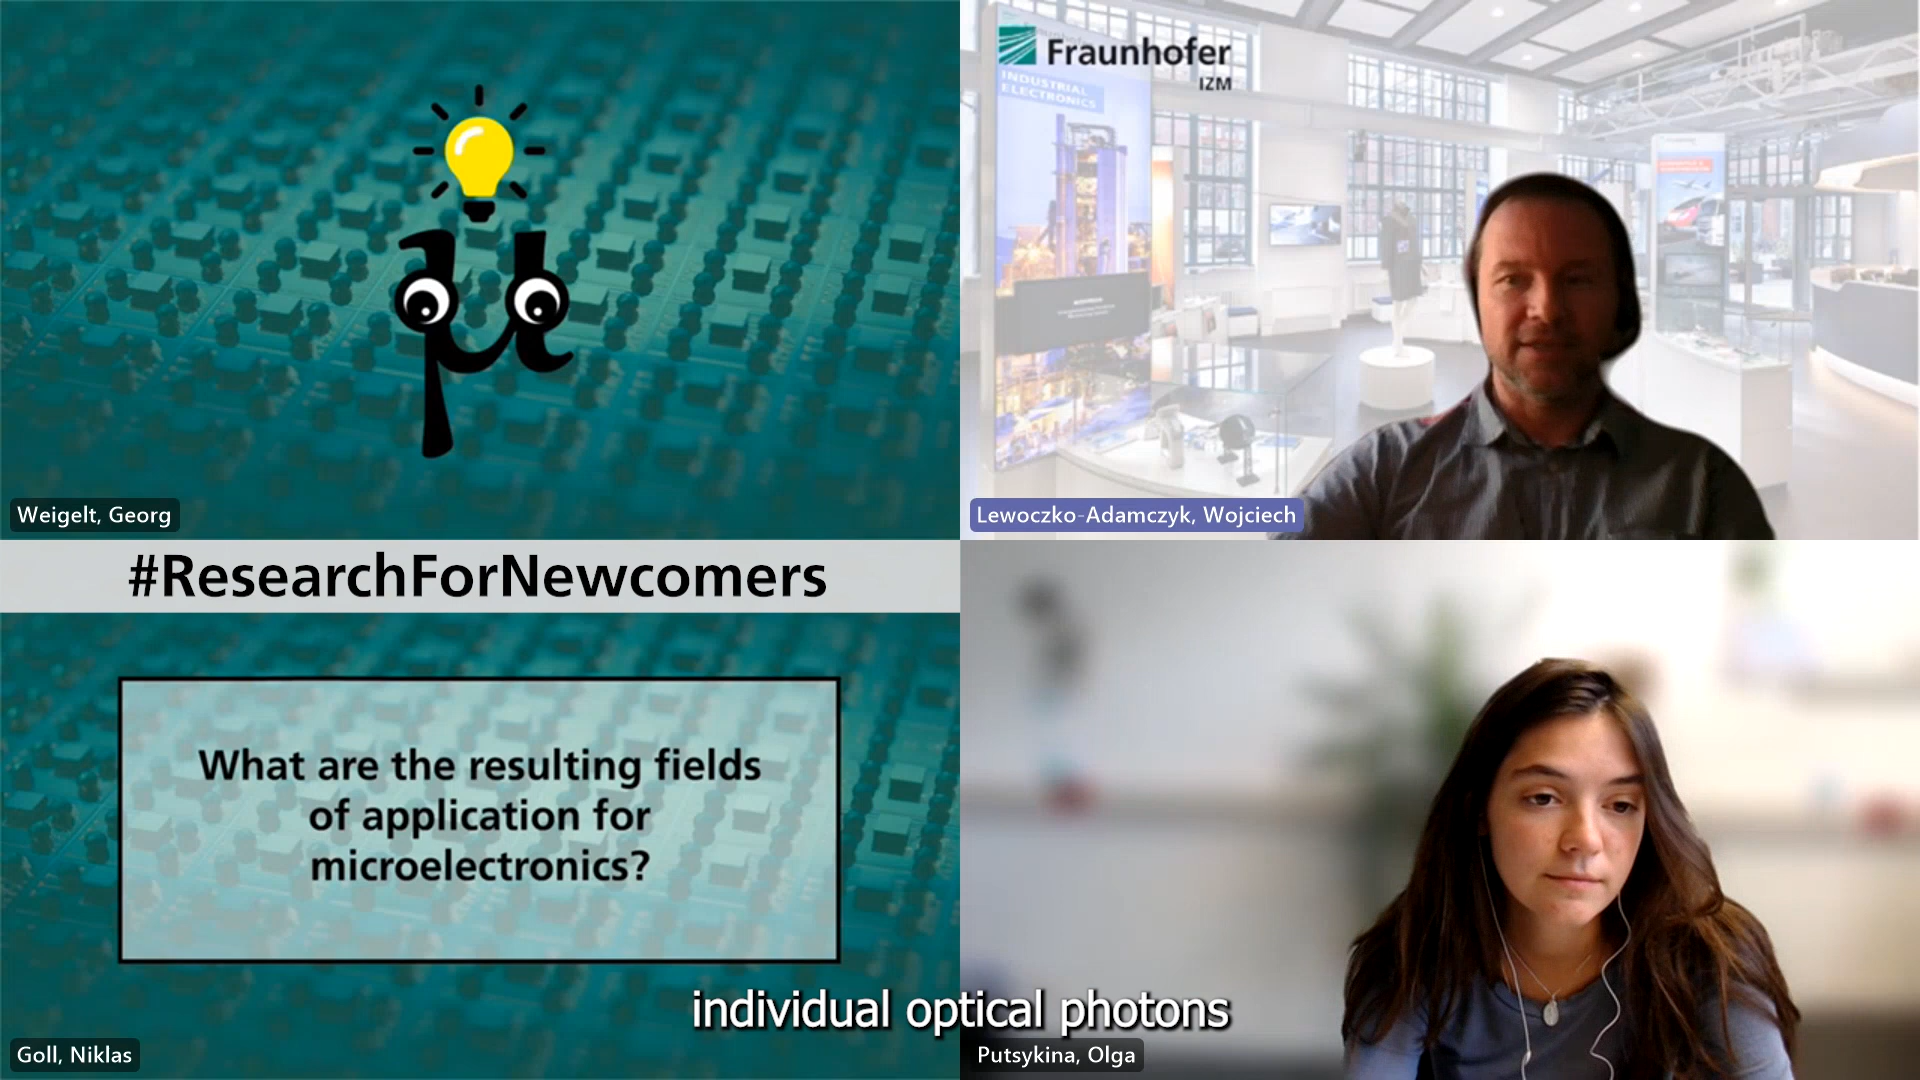 Fraunhofer
IZM
INDUSTRIAL
ELECTRONICS
µ
Weigelt, Georg
Lewoczko-Adamczyk, Wojciech
#ResearchForNewcomers
What are the resulting fields
of application for
microelectronics?
individual optical photons
Goll, Niklas
Putsykina, Olga